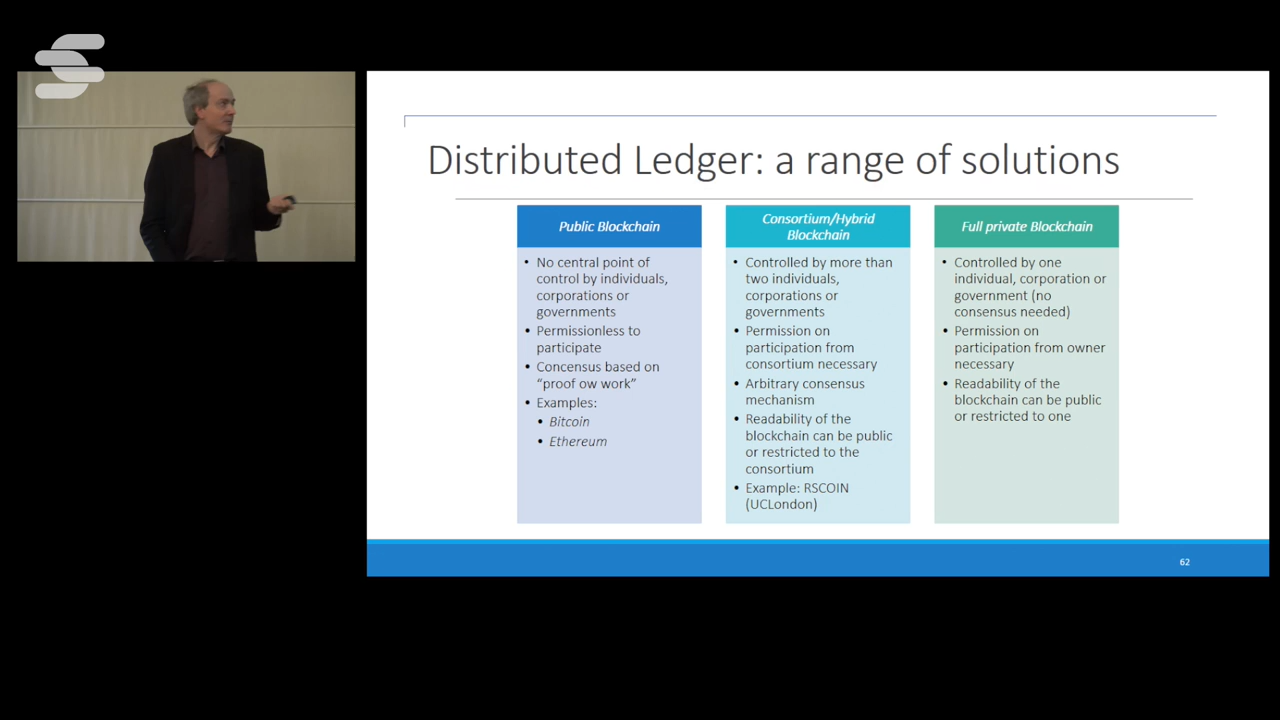 Distributed Ledger: a range of solutions
Public Blockchain
• No central point of
control by individuals,
corporations or
governments
• Permissionless to
participate
• Concensus based on
“proof ow work”
• Examples:
• Bitcoin
• Ethereum
Consortium/Hybrid
Blockchain
• Controlled by more than
two individuals,
corporations or
governments
• Permission on
participation from
consortium necessary
• Arbitrary consensus
mechanism
• Readability of the
blockchain can be public
or restricted to the
consortium
• Example: RSCOIN
(UCLondon)
Full private Blockchain
• Controlled by one
individual, corporation or
government (no
consensus needed)
• Permission on
participation from owner
necessary
• Readability of the
blockchain can be public
or restricted to one
62